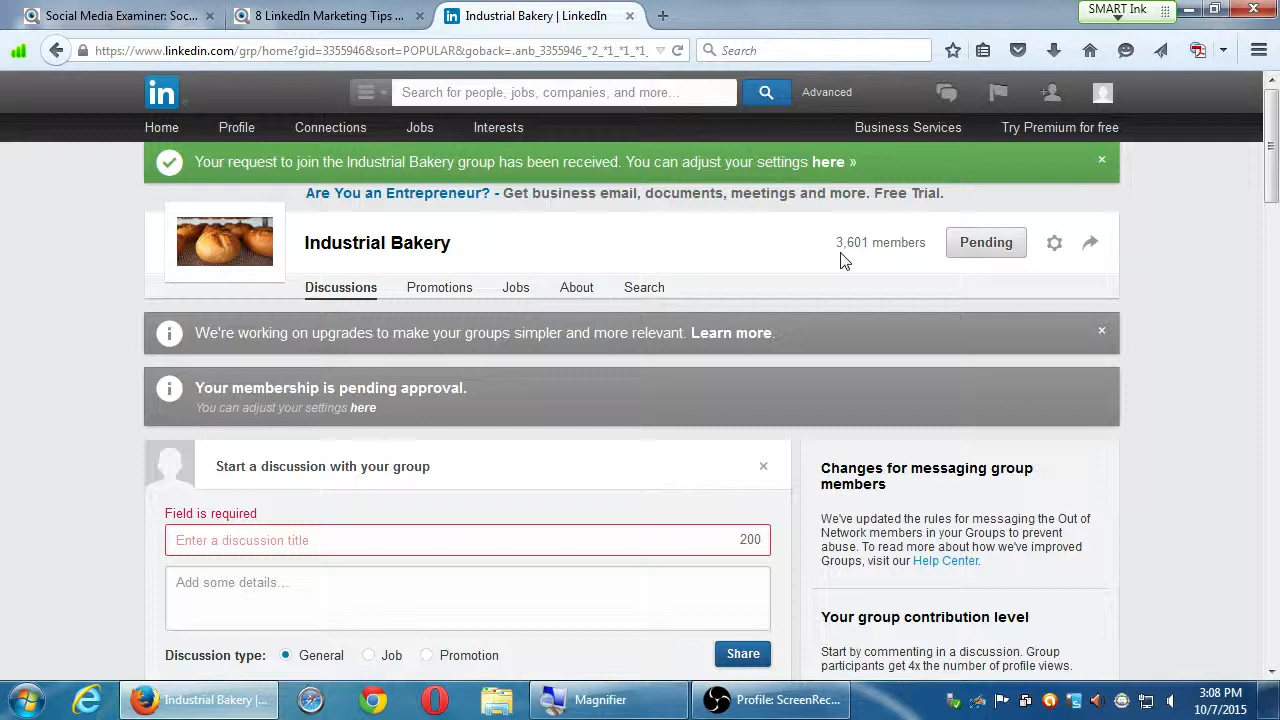 Social Media Examiner: Soc...
8 LinkedIn Marketing Tips ...
Industrial Bakery | LinkedIn
SMART Ink
https://www.linkedin.com/grp/home?gid=3355946&sort=POPULAR&goback=.anb_3355946_*2_*1_*1_*1_
Search
in
Search for people, jobs, companies, and more...
Advanced
Home
Profile
Connections
Jobs
Interests
Business Services
Try Premium for free
Your request to join the Industrial Bakery group has been received. You can adjust your settings here »
Are You an Entrepreneur? - Get business email, documents, meetings and more. Free Trial.
Industrial Bakery
3,601 members
Pending
Discussions
Promotions
Jobs
About
Search
We're working on upgrades to make your groups simpler and more relevant. Learn more.
Your membership is pending approval.
You can adjust your settings here
Start a discussion with your group
Field is required
Enter a discussion title
200
Add some details...
Discussion type:
General
Job
Promotion
Share
Changes for messaging group
members
We've updated the rules for messaging the Out of
Network members in your Groups to prevent
abuse. To read more about how we've improved
Groups, visit our Help Center.
Your group contribution level
Start by commenting in a discussion. Group
participants get 4x the number of profile views.
Industrial Bakery |...
Magnifier
Profile: ScreenRec...
3:08 PM
10/7/2015